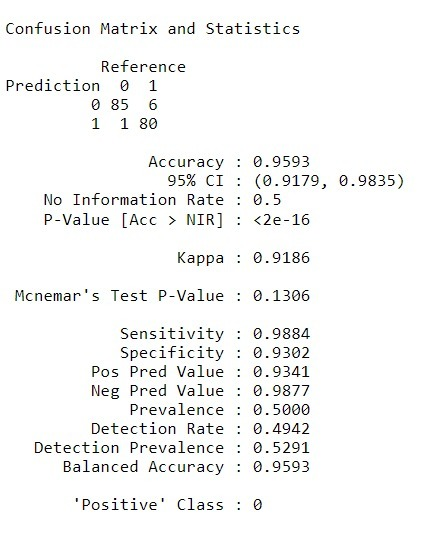 Confusion Matrix and Statistics
Reference
Prediction 0 1
0 85 6
1 1 80
Accuracy : 0.9593
95% CI : (0.9179, 0.9835)
No Information Rate : 0.5
P-Value [Acc > NIR] : <2e-16
Kappa : 0.9186
Mcnemar's Test P-Value : 0.1306
Sensitivity : 0.9884
Specificity : 0.9302
Pos Pred Value : 0.9341
Neg Pred Value : 0.9877
Prevalence : 0.5000
Detection Rate : 0.4942
Detection Prevalence : 0.5291
Balanced Accuracy : 0.9593
'Positive' Class : 0